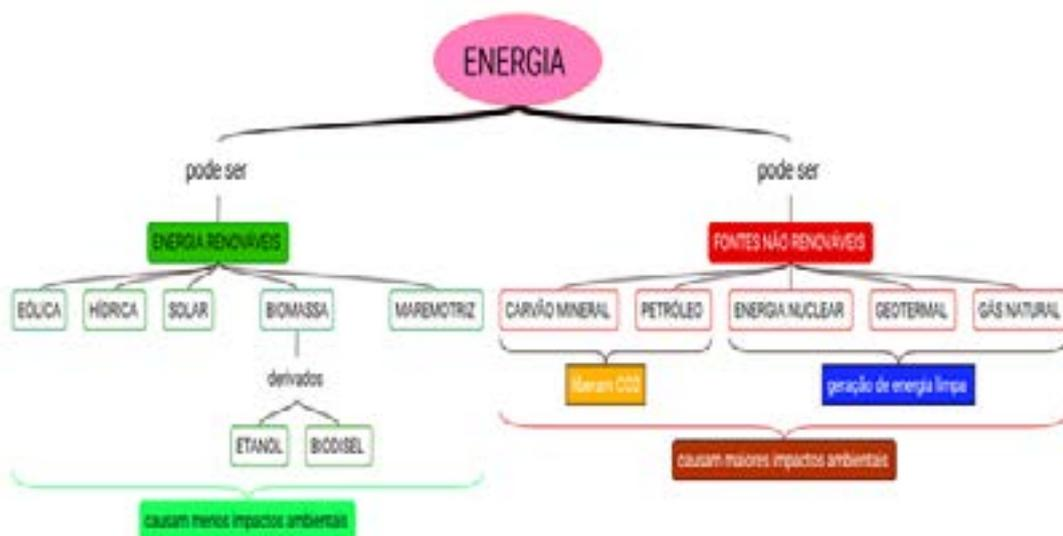 ENERGIA
pode ser
pode ser
ENERGIA RENOVÁVEIS
FONTES NÃO RENOVÁVEIS
EÓLICA
HÍDRICA
SOLAR
BIOMASSA
MAREMOTRIZ
CARVÃO MINERAL
PETRÓLEO
ENERGIA NUCLEAR
GEOTERMAL
GÁS NATURAL
derivados
liberam CO2
geração de energia limpa
ETANOL
BIODISEL
causam maiores impactos ambientais
causam menos impactos ambientais